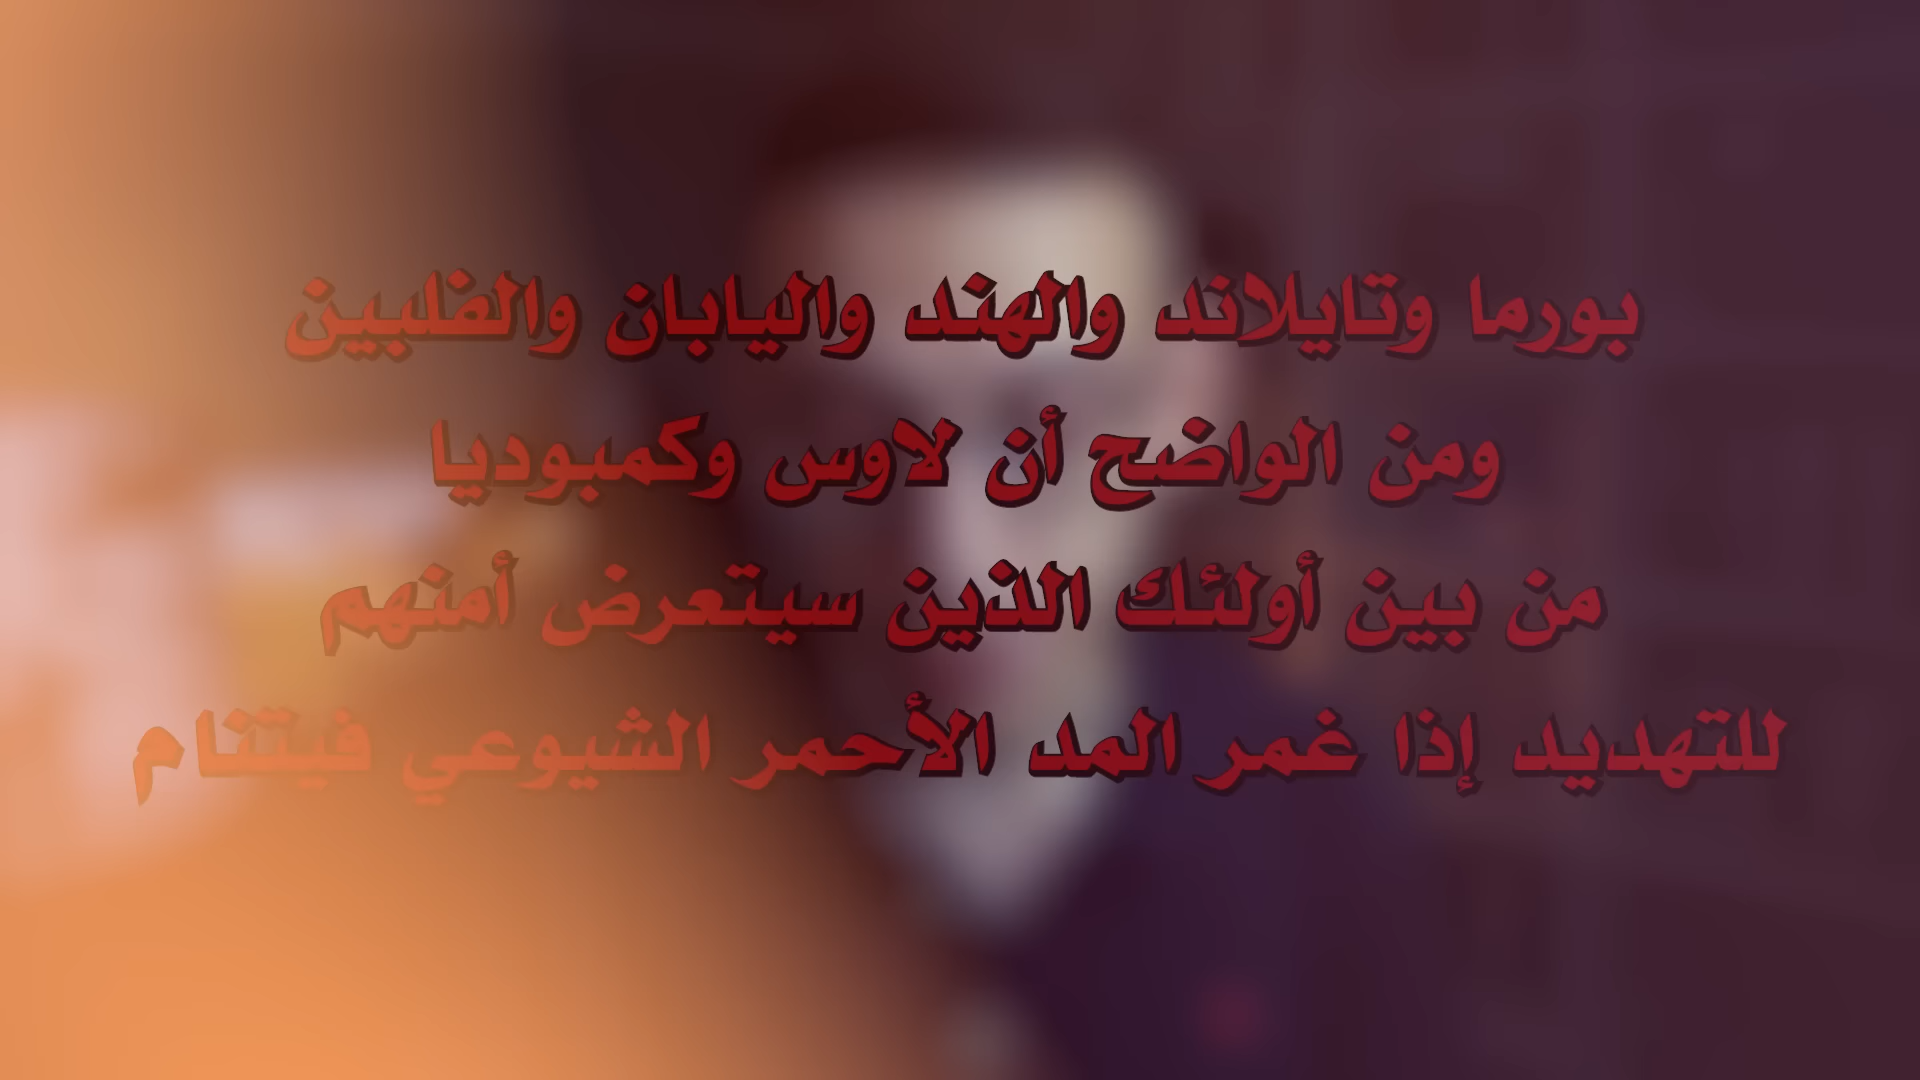 بورما وتايلاند والهند واليابان والفلبين
ومن الواضح أن لاوس وكمبوديا
من بين أولئك الذين سيتعرض أمنهم
للتهديد إذا غمر المد الأحمر الشيوعي فيتنام